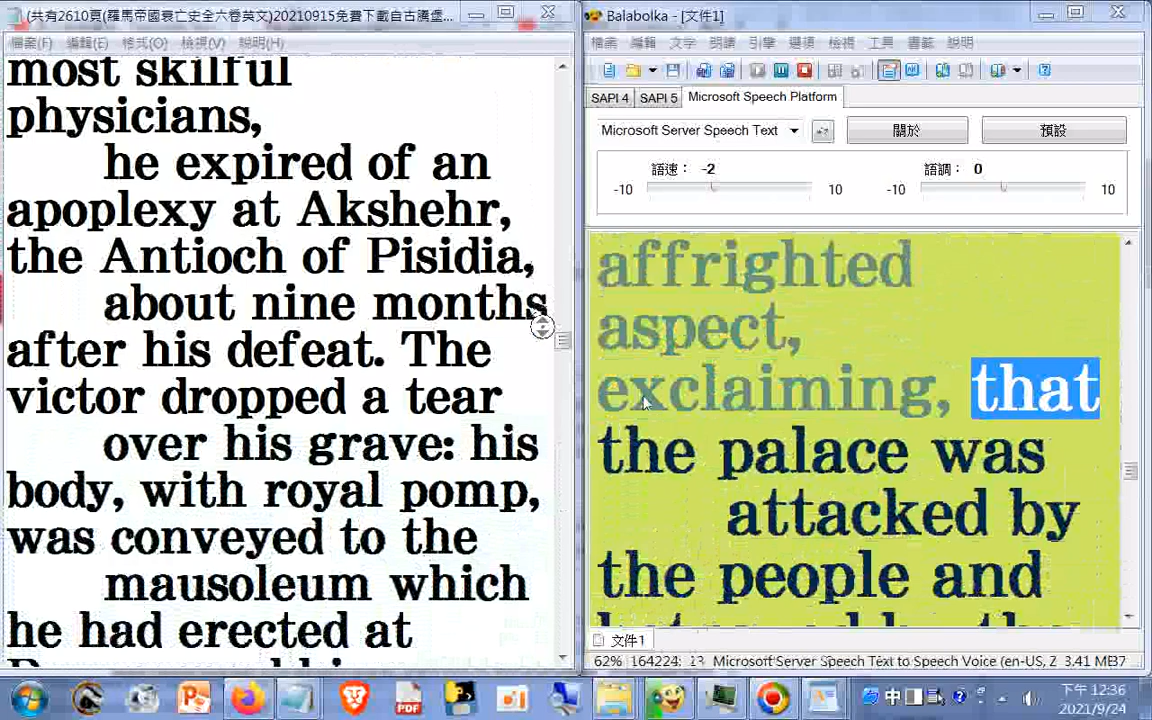 (共有2610頁(羅馬帝國衰亡史全六卷英文)20210915免費下載自古騰堡...
檔案(F) 編輯(E) 格式(O) 檢視(V) 說明(H)
most skilful
physicians,
he expired of an
apoplexy at Akshehr,
the Antioch of Pisidia,
about nine months
after his defeat. The
victor dropped a tear
over his grave: his
body, with royal pomp,
was conveyed to the
mausoleum which
he had erected at
Balabolka - [文件1]
檔案 編輯 文字 朗讀 引擎 選項 檢視 工具 書籤 說明
SAPI 4 SAPI 5 Microsoft Speech Platform
Microsoft Server Speech Text 關於 預設
語速： -2 語調： 0
-10 10 -10 10
affrighted
aspect,
exclaiming, that
the palace was
attacked by
the people and
文件1
62% 164224: 13 Microsoft Server Speech Text to Speech Voice (en-US, Z 3.41 MB
PDF
中
下午 12:36
2021/9/24